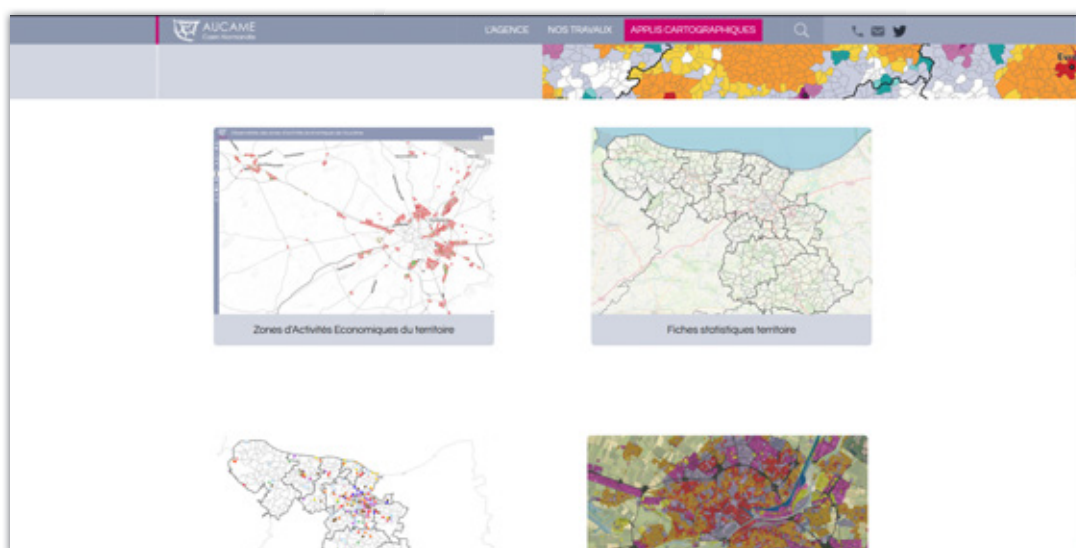 AUCAME
Caen Normandie
L'AGENCE
NOS TRAVAUX
APPLIS CARTOGRAPHIQUES
Zones d'Activités Economiques du territoire
Fiches statistiques territoire